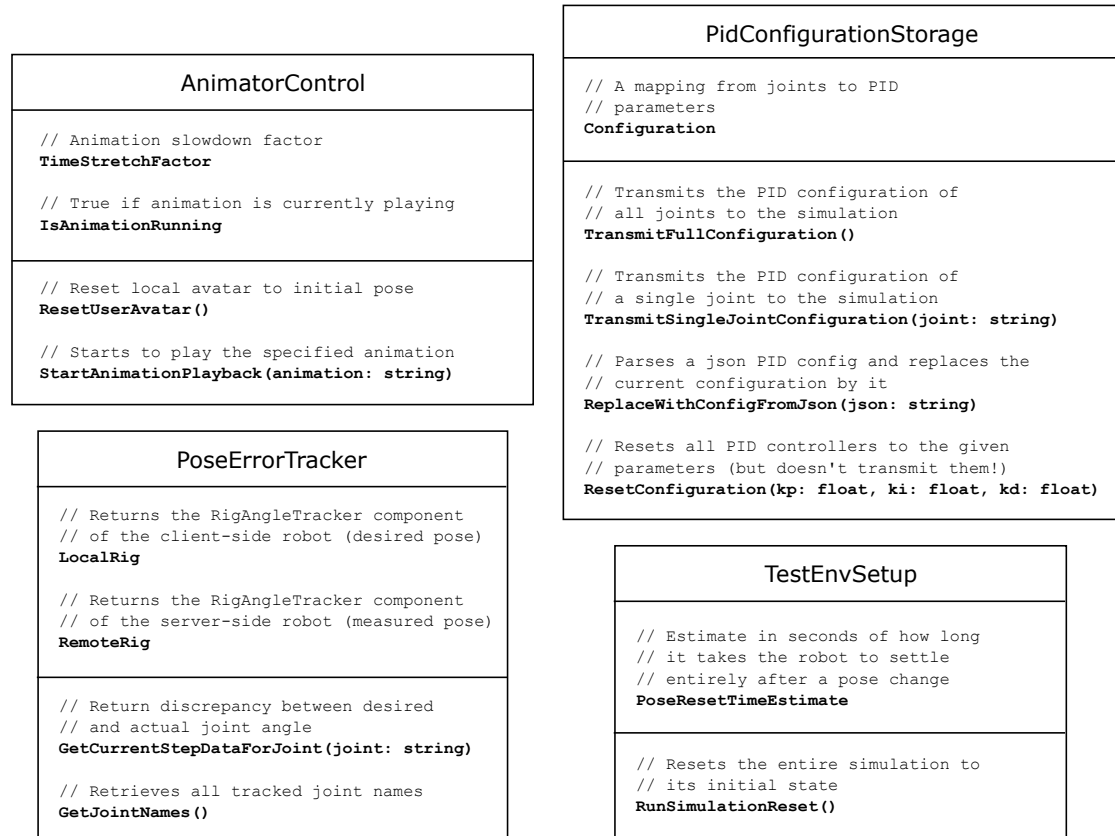 AnimatorControl
// Animation slowdown factor
TimeStretchFactor
// True if animation is currently playing
IsAnimationRunning
// Reset local avatar to initial pose
ResetUserAvatar()
// Starts to play the specified animation
StartAnimationPlayback(animation: string)
PidConfigurationStorage
// A mapping from joints to PID
// parameters
Configuration
// Transmits the PID configuration of
// all joints to the simulation
TransmitFullConfiguration()
// Transmits the PID configuration of
// a single joint to the simulation
TransmitSingleJointConfiguration(joint: string)
// Parses a json PID config and replaces the
// current configuration by it
ReplaceWithConfigFromJson(json: string)
// Resets all PID controllers to the given
// parameters (but doesn't transmit them!)
ResetConfiguration(kp: float, ki: float, kd: float)
PoseErrorTracker
// Returns the RigAngleTracker component
// of the client-side robot (desired pose)
LocalRig
// Returns the RigAngleTracker component
// of the server-side robot (measured pose)
RemoteRig
// Return discrepancy between desired
// and actual joint angle
GetCurrentStepDataForJoint(joint: string)
// Retrieves all tracked joint names
GetJointNames()
TestEnvSetup
// Estimate in seconds of how long
// it takes the robot to settle
// entirely after a pose change
PoseResetTimeEstimate
// Resets the entire simulation to
// its initial state
RunSimulationReset()